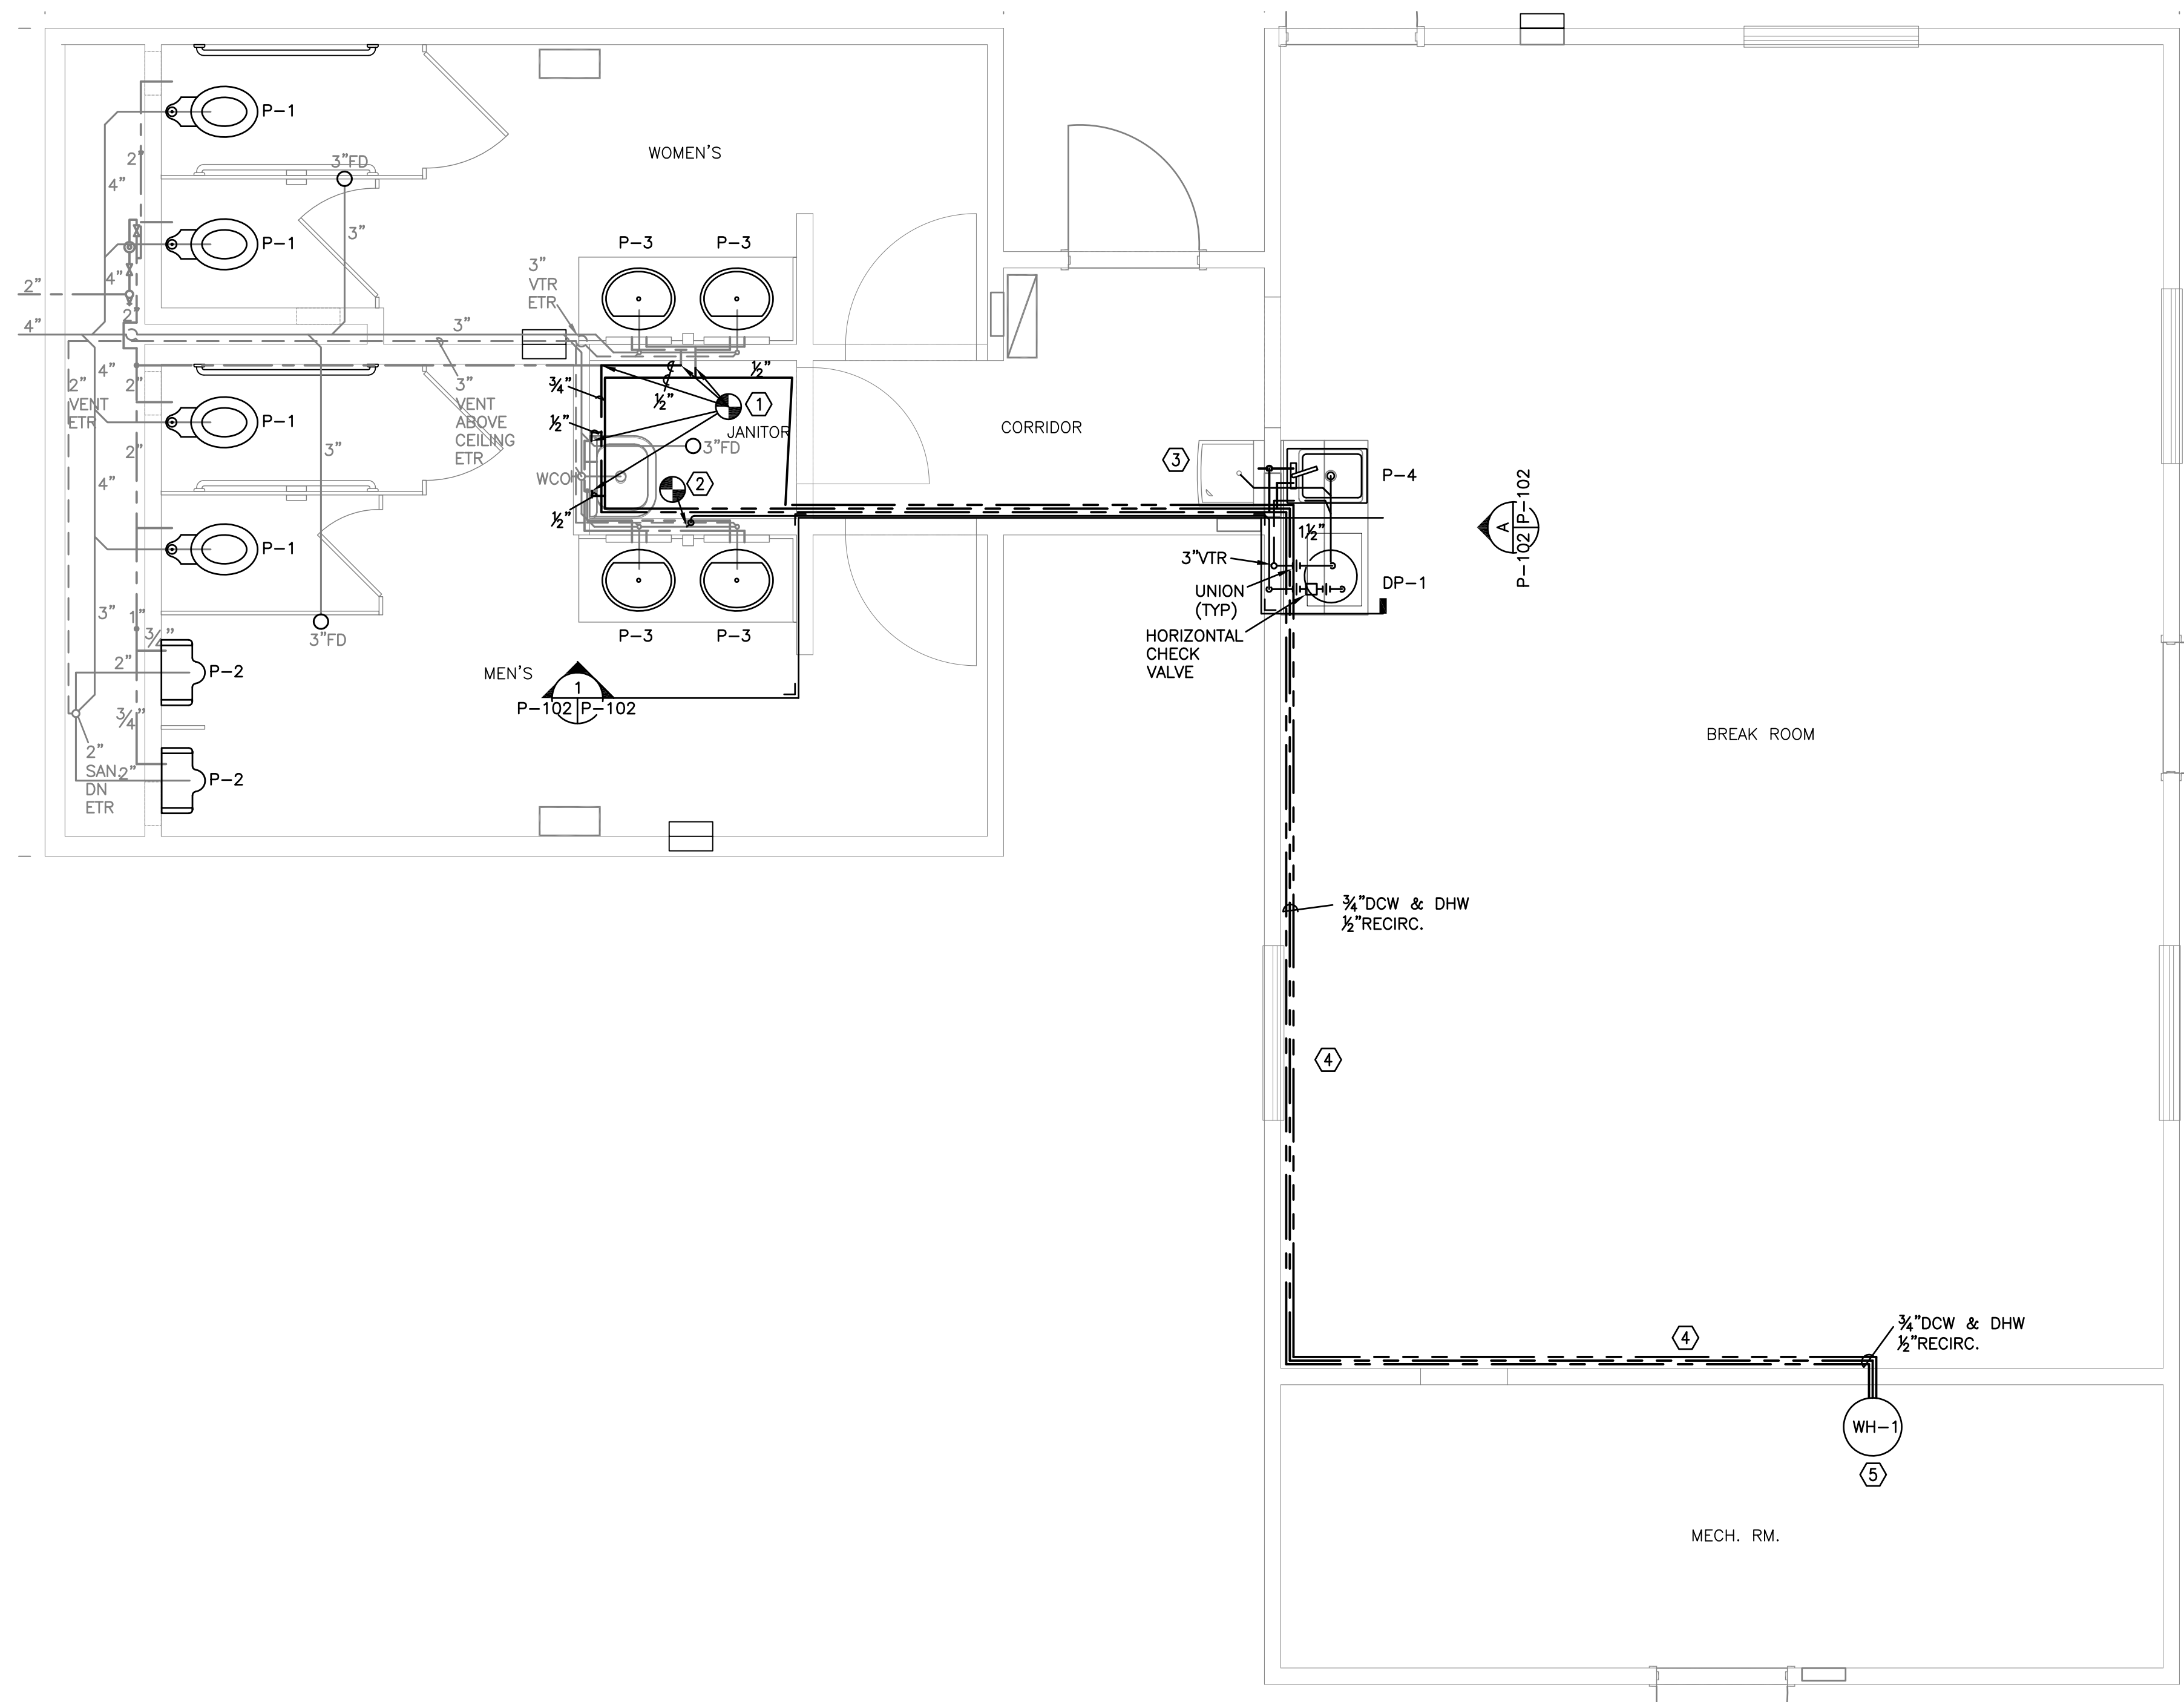 P-1
2"
4"
3"FD
WOMEN'S
P-1
3"
P-3
P-3
3"
VTR
ETR
2"
4"
2"
4"
3"
4"
2"
2"
VENT
ETR
P-1
3"
VENT
ABOVE
CEILING
ETR
3/4"
1/2"
1/2"
1/2"
1
JANITOR
3"FD
CORRIDOR
2"
3"
WCO
2
3
P-4
4"
1/2"
P-1
1 1/2"
A
P-102
P-102
3"VTR
UNION
(TYP)
DP-1
HORIZONTAL
CHECK
VALVE
3"
1"
3/4"
3"FD
P-3
P-3
2"
P-2
MEN'S
1
P-102
P-102
3/4"
2"
SAN.
DN
ETR
2"
P-2
BREAK ROOM
3/4"DCW & DHW
1/2"RECIRC.
4
4
3/4"DCW & DHW
1/2"RECIRC.
WH-1
5
MECH. RM.